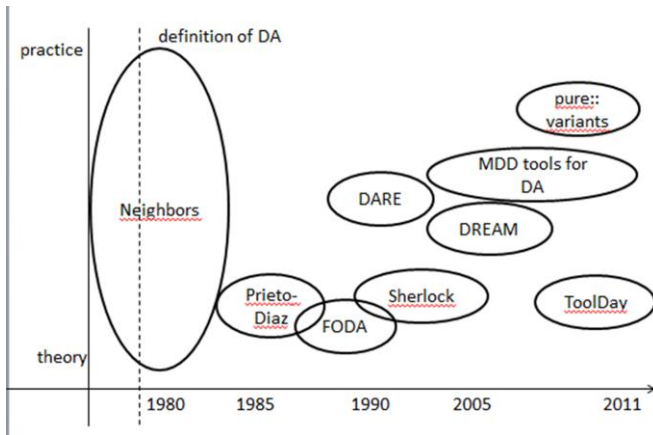 definition of DA
practice
pure::
variants
MDD tools for
DA
DARE
Neighbors
DREAM
Prieto-
Diaz
Sherlock
ToolDay
FODA
theory
1980 1985 1990 2005 2011